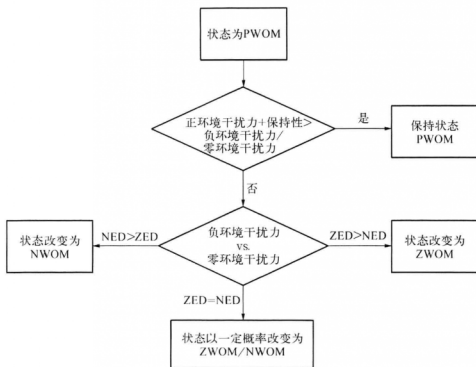 状态为PWOM
正环境干扰力+保持性>
负环境干扰力/
零环境干扰力
是
保持状态
PWOM
否
状态改变为
NWOM
NED>ZED
负环境干扰力
vs.
零环境干扰力
ZED>NED
状态改变为
ZWOM
ZED=NED
状态以一定概率改变为
ZWOM/NWOM